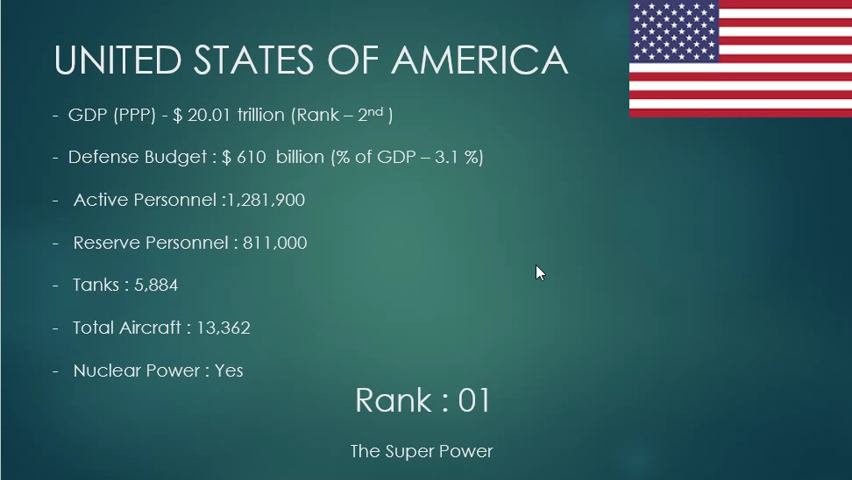 UNITED STATES OF AMERICA
- GDP (PPP) - $ 20.01 trillion (Rank – 2nd )
- Defense Budget : $ 610 billion (% of GDP – 3.1 %)
- Active Personnel :1,281,900
- Reserve Personnel : 811,000
- Tanks : 5,884
- Total Aircraft : 13,362
- Nuclear Power : Yes
Rank : 01
The Super Power